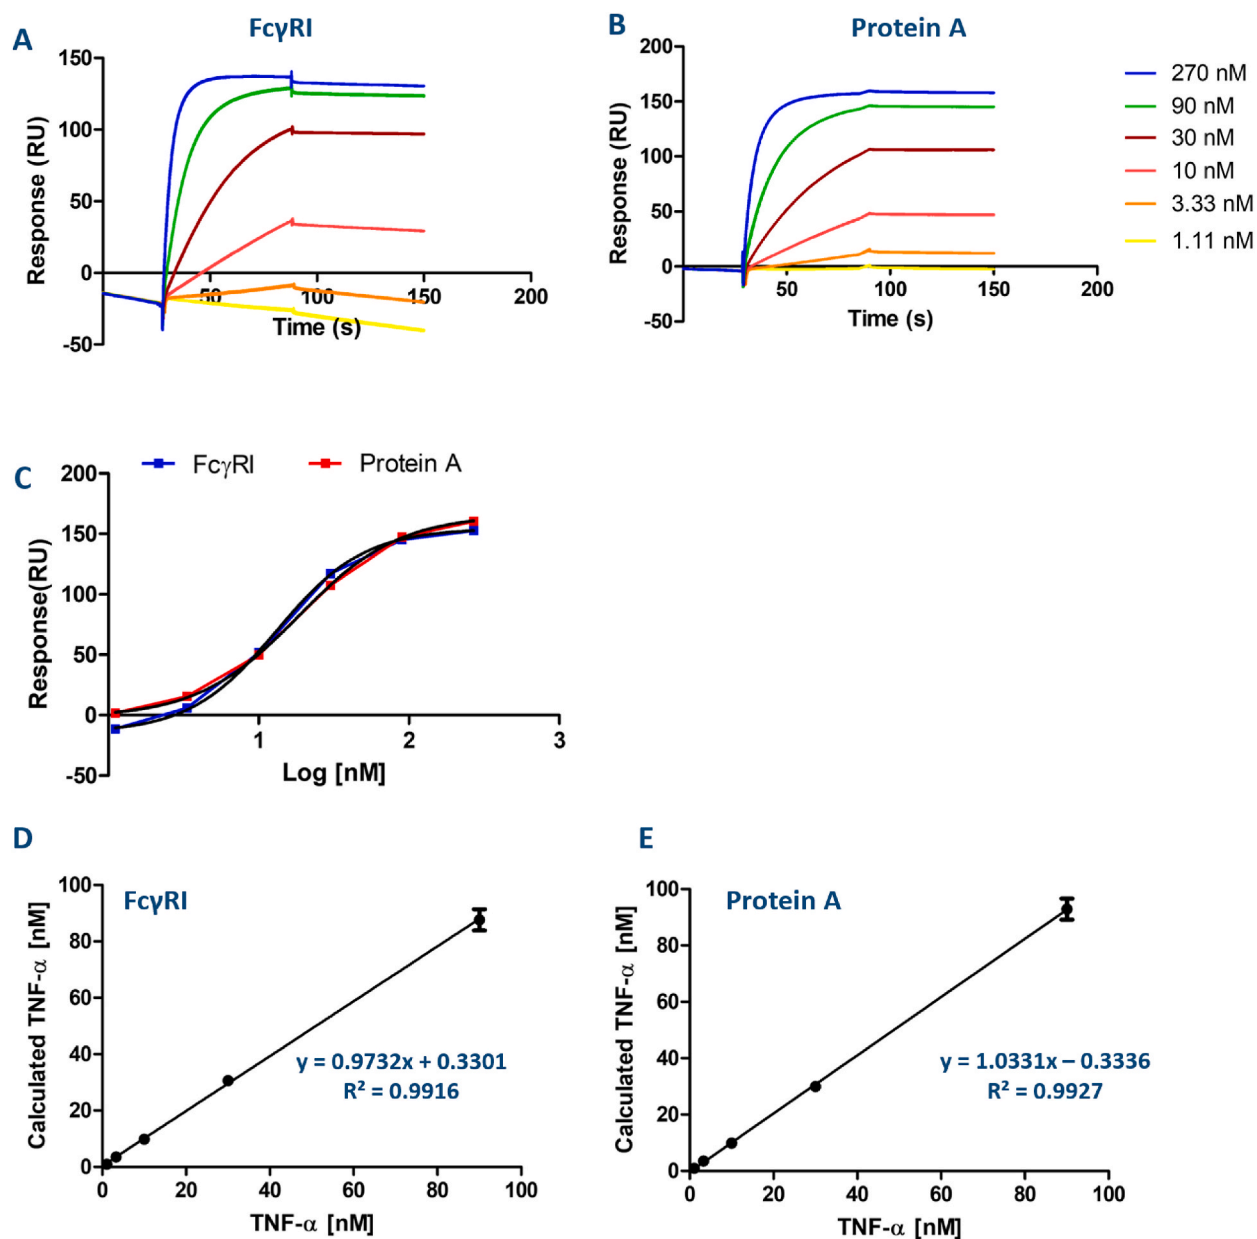 A
FcγRI
150
100
50
0
-50
Response (RU)
50
100
150
200
Time (s)
B
Protein A
200
150
100
50
0
-50
Response (RU)
50
100
150
200
Time (s)
270 nM
90 nM
30 nM
10 nM
3.33 nM
1.11 nM
C
FcγRI
Protein A
200
150
100
50
0
-50
Response(RU)
1
2
3
Log [nM]
D
FcγRI
100
80
60
40
20
0
Calculated TNF-α [nM]
y = 0.9732x + 0.3301
R² = 0.9916
0
20
40
60
80
100
TNF-α [nM]
E
Protein A
100
80
60
40
20
0
Calculated TNF-α [nM]
y = 1.0331x – 0.3336
R² = 0.9927
0
20
40
60
80
100
TNF-α [nM]